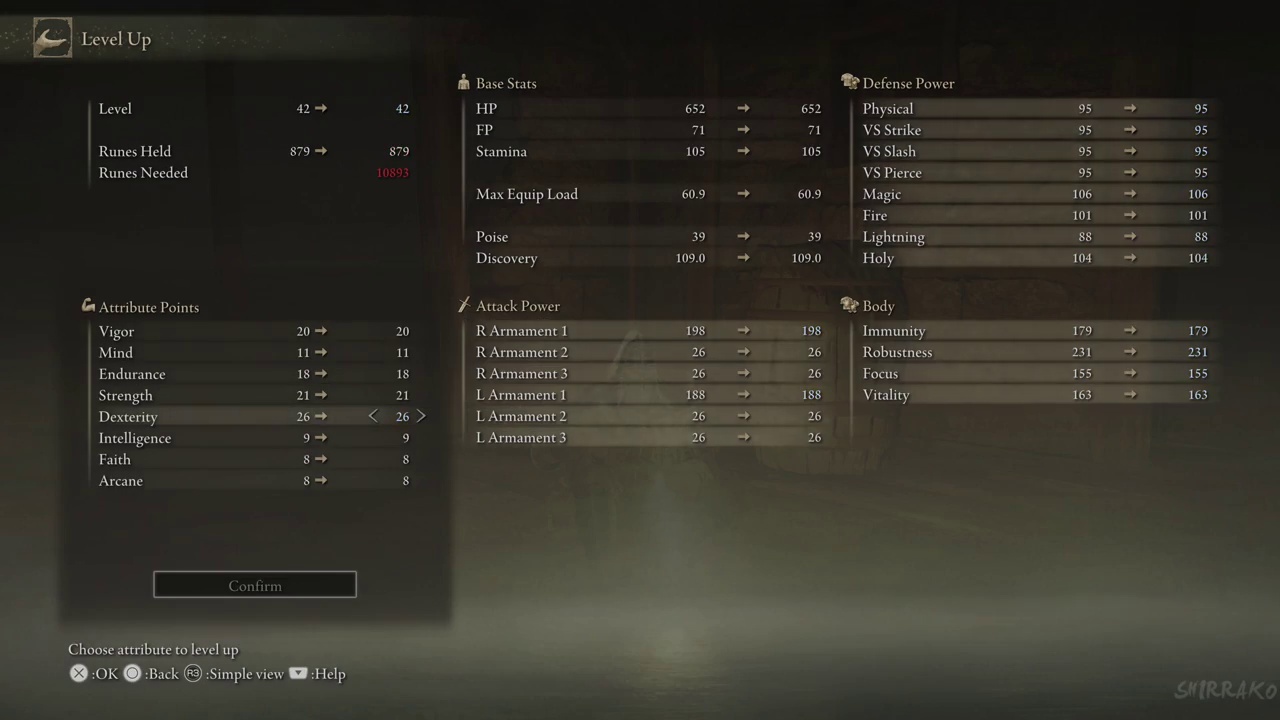 Level Up
Level 42 → 42
Runes Held 879 → 879
Runes Needed 10893
Attribute Points
Vigor 20 → 20
Mind 11 → 11
Endurance 18 → 18
Strength 21 → 21
Dexterity 26 → < 26 >
Intelligence 9 → 9
Faith 8 → 8
Arcane 8 → 8
Confirm
Base Stats
HP 652 → 652
FP 71 → 71
Stamina 105 → 105
Max Equip Load 60.9 → 60.9
Poise 39 → 39
Discovery 109.0 → 109.0
Attack Power
R Armament 1 198 → 198
R Armament 2 26 → 26
R Armament 3 26 → 26
L Armament 1 188 → 188
L Armament 2 26 → 26
L Armament 3 26 → 26
Defense Power
Physical 95 → 95
VS Strike 95 → 95
VS Slash 95 → 95
VS Pierce 95 → 95
Magic 106 → 106
Fire 101 → 101
Lightning 88 → 88
Holy 104 → 104
Body
Immunity 179 → 179
Robustness 231 → 231
Focus 155 → 155
Vitality 163 → 163
Choose attribute to level up
:OK :Back R3 :Simple view :Help
SHIRRAKO